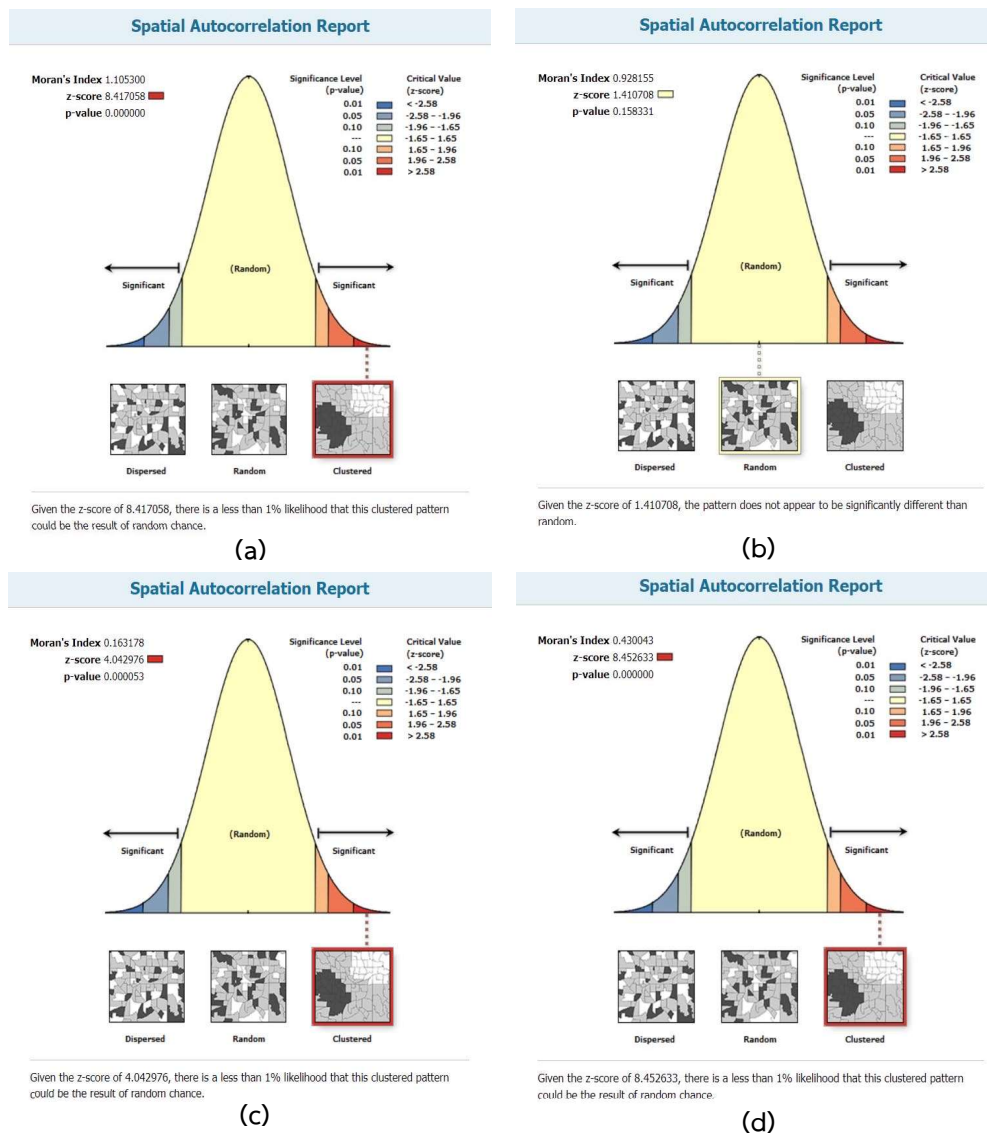 Spatial Autocorrelation Report
Moran's Index 1.105300
z-score 8.417058
p-value 0.000000
Significance Level
(p-value)
Critical Value
(z-score)
0.01 < -2.58
0.05 -2.58 - -1.96
0.10 -1.96 - -1.65
--- -1.65 - 1.65
0.10 1.65 - 1.96
0.05 1.96 - 2.58
0.01 > 2.58
(Random)
Significant
Significant
Dispersed
Random
Clustered
Given the z-score of 8.417058, there is a less than 1% likelihood that this clustered pattern
could be the result of random chance.
(a)
Spatial Autocorrelation Report
Moran's Index 0.928155
z-score 1.410708
p-value 0.158331
Significance Level
(p-value)
Critical Value
(z-score)
0.01 < -2.58
0.05 -2.58 - -1.96
0.10 -1.96 - -1.65
--- -1.65 - 1.65
0.10 1.65 - 1.96
0.05 1.96 - 2.58
0.01 > 2.58
(Random)
Significant
Significant
Dispersed
Random
Clustered
Given the z-score of 1.410708, the pattern does not appear to be significantly different than
random.
(b)
Spatial Autocorrelation Report
Moran's Index 0.163178
z-score 4.042976
p-value 0.000053
Significance Level
(p-value)
Critical Value
(z-score)
0.01 < -2.58
0.05 -2.58 - -1.96
0.10 -1.96 - -1.65
--- -1.65 - 1.65
0.10 1.65 - 1.96
0.05 1.96 - 2.58
0.01 > 2.58
(Random)
Significant
Significant
Dispersed
Random
Clustered
Given the z-score of 4.042976, there is a less than 1% likelihood that this clustered pattern
could be the result of random chance.
(c)
Spatial Autocorrelation Report
Moran's Index 0.430043
z-score 8.452633
p-value 0.000000
Significance Level
(p-value)
Critical Value
(z-score)
0.01 < -2.58
0.05 -2.58 - -1.96
0.10 -1.96 - -1.65
--- -1.65 - 1.65
0.10 1.65 - 1.96
0.05 1.96 - 2.58
0.01 > 2.58
(Random)
Significant
Significant
Dispersed
Random
Clustered
Given the z-score of 8.452633, there is a less than 1% likelihood that this clustered pattern
could be the result of random chance.
(d)